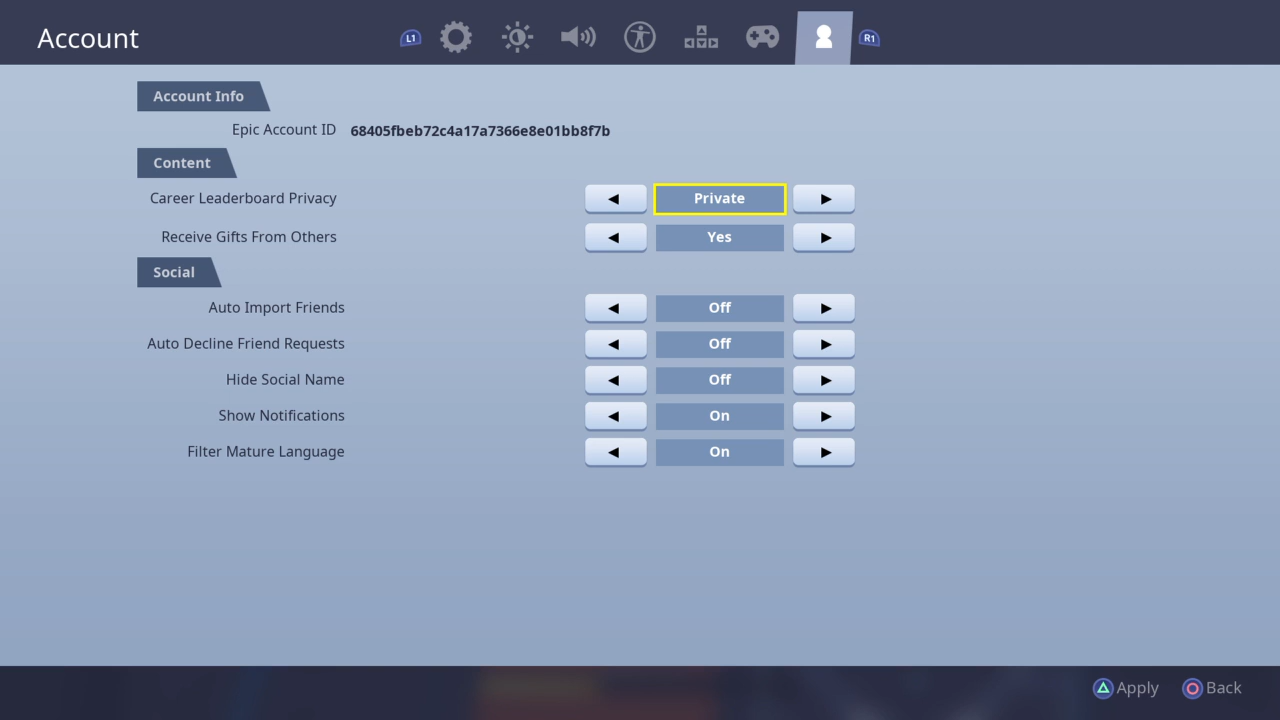 Account
L1
R1
Account Info
Epic Account ID 68405fbeb72c4a17a7366e8e01bb8f7b
Content
Career Leaderboard Privacy Private
Receive Gifts From Others Yes
Social
Auto Import Friends Off
Auto Decline Friend Requests Off
Hide Social Name Off
Show Notifications On
Filter Mature Language On
Apply Back